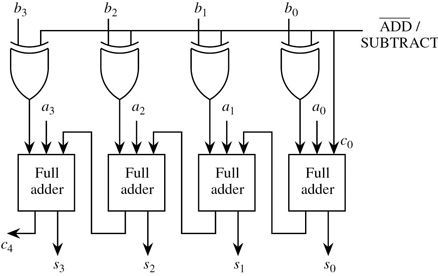 b3 b2 b1 b0
ADD /
SUBTRACT
a3 a2 a1 a0
c0
Full adder Full adder Full adder Full adder
c4
s3 s2 s1 s0